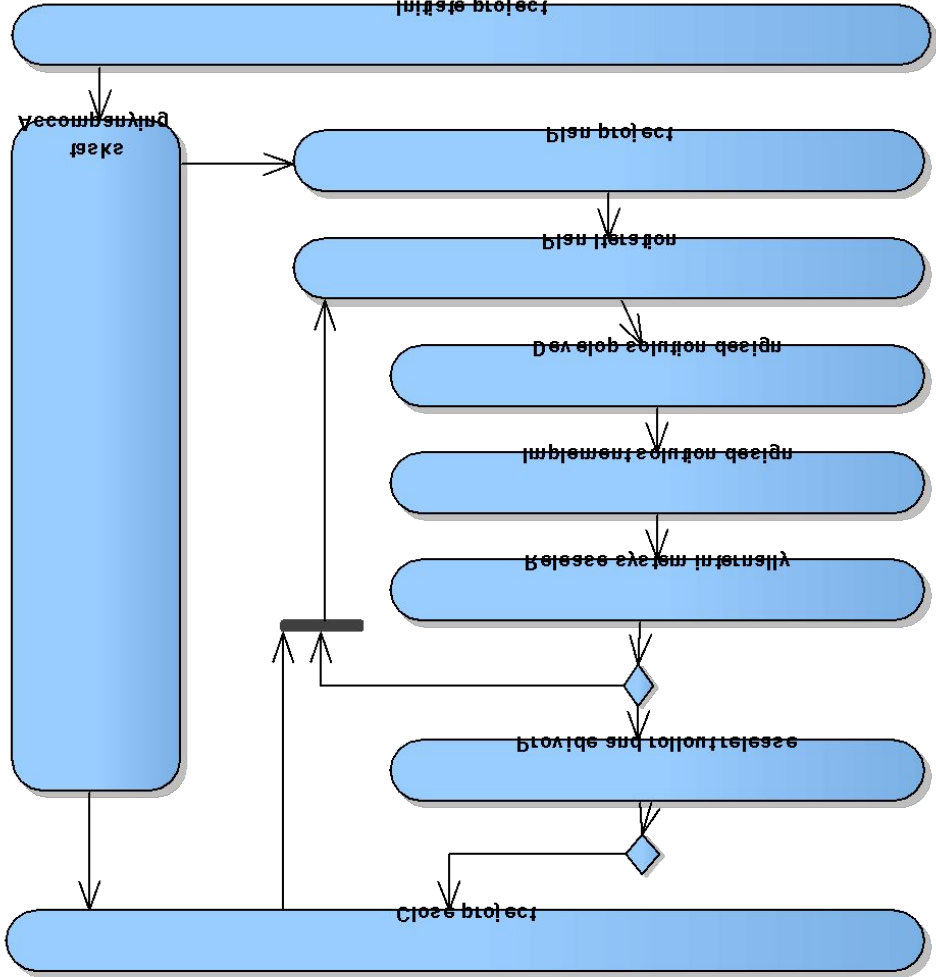 Initiate project
Accompanying
tasks
Plan project
Plan Iteration
Develop solution design
Implement solution design
Release system internally
Provide and rollout release
Close project